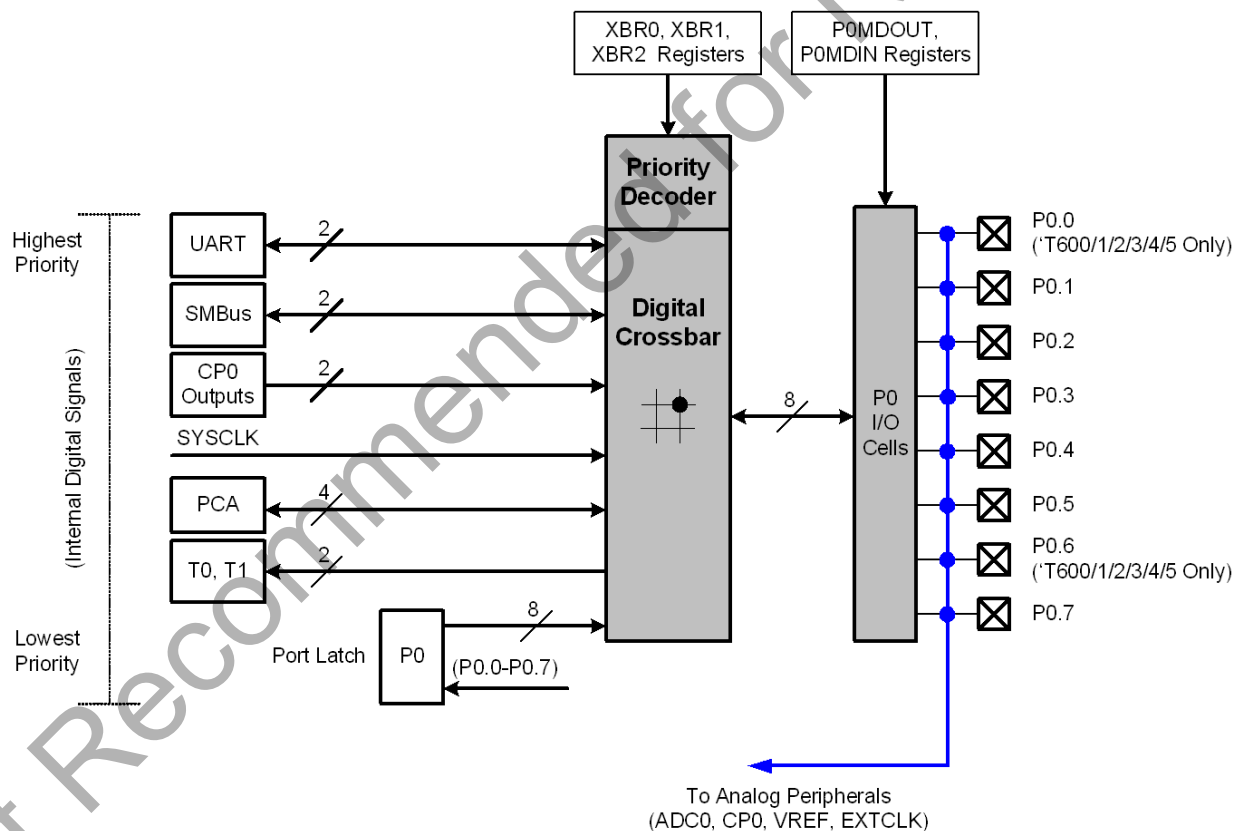 XBR0, XBR1,
XBR2 Registers
P0MDOUT,
P0MDIN Registers
Priority
Decoder
Highest
Priority
UART
2
SMBus
2
Digital
Crossbar
CP0
Outputs
2
SYSCLK
(Internal Digital Signals)
PCA
4
T0, T1
2
Lowest
Priority
Port Latch
P0
8
(P0.0-P0.7)
8
P0
I/O
Cells
P0.0
(‘T600/1/2/3/4/5 Only)
P0.1
P0.2
P0.3
P0.4
P0.5
P0.6
(‘T600/1/2/3/4/5 Only)
P0.7
To Analog Peripherals
(ADC0, CP0, VREF, EXTCLK)
Recommended for